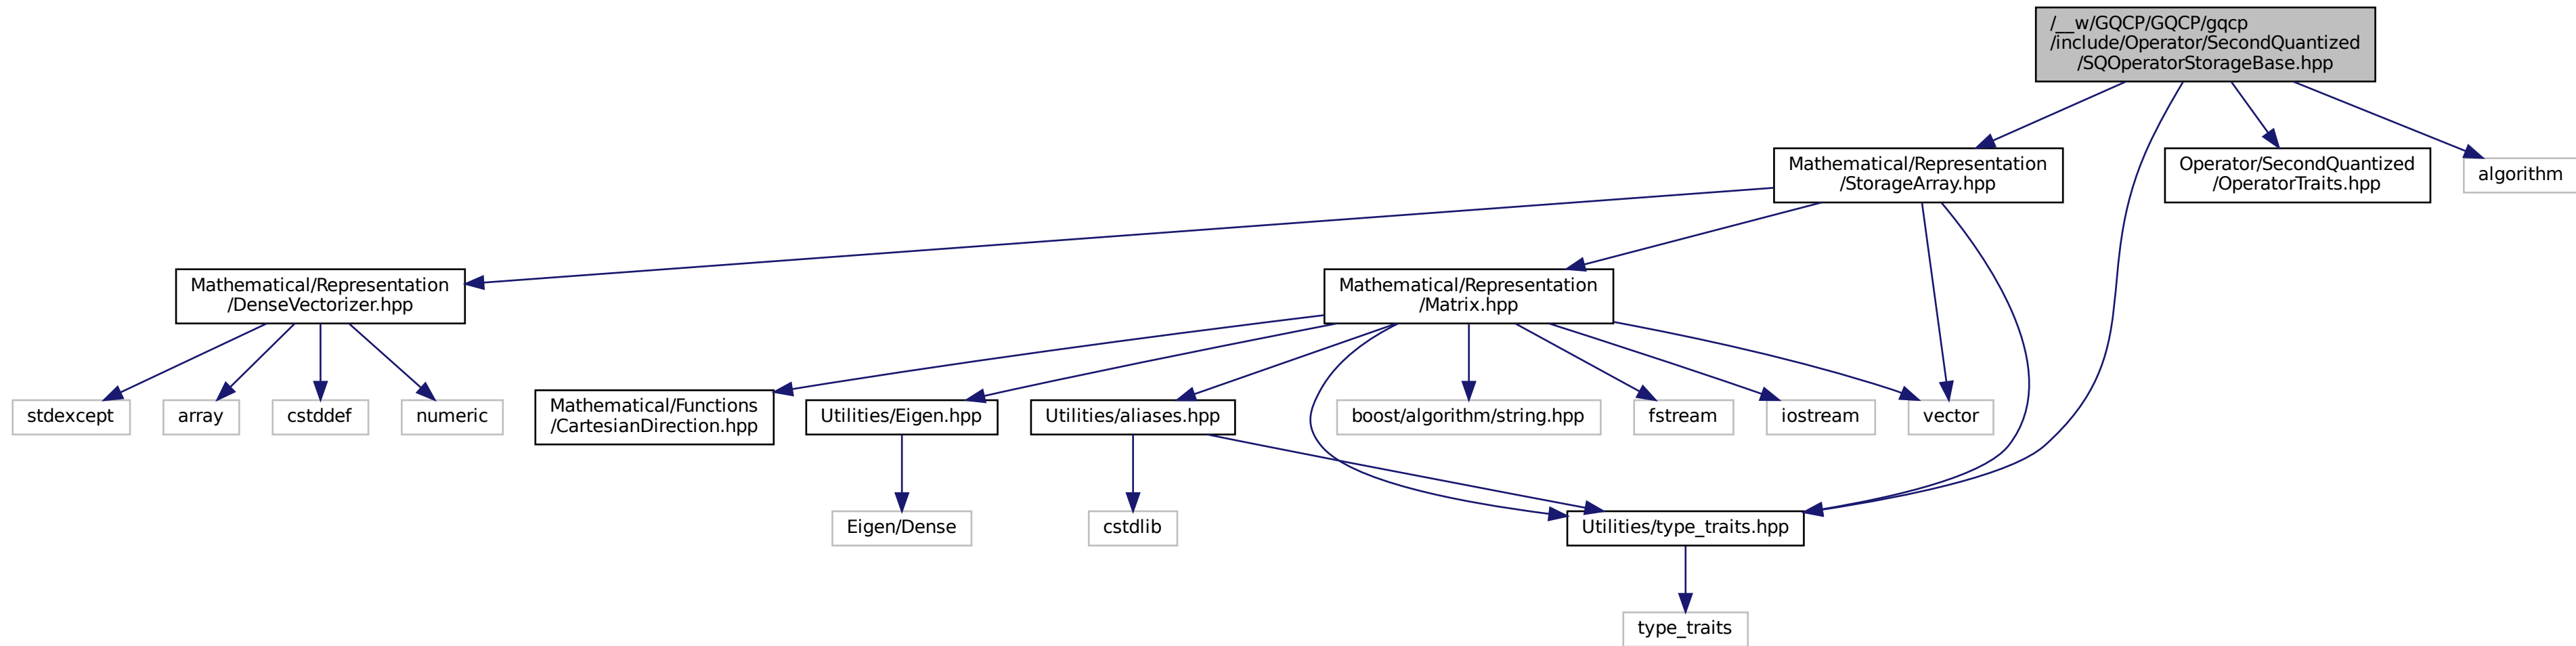 /__w/GQCP/GQCP/gqcp
/include/Operator/SecondQuantized
/SQOperatorStorageBase.hpp
Mathematical/Representation
/StorageArray.hpp
Operator/SecondQuantized
/OperatorTraits.hpp
algorithm
Mathematical/Representation
/DenseVectorizer.hpp
Mathematical/Representation
/Matrix.hpp
stdexcept
array
cstddef
numeric
Mathematical/Functions
/CartesianDirection.hpp
Utilities/Eigen.hpp
Utilities/aliases.hpp
boost/algorithm/string.hpp
fstream
iostream
vector
Eigen/Dense
cstdlib
Utilities/type_traits.hpp
type_traits